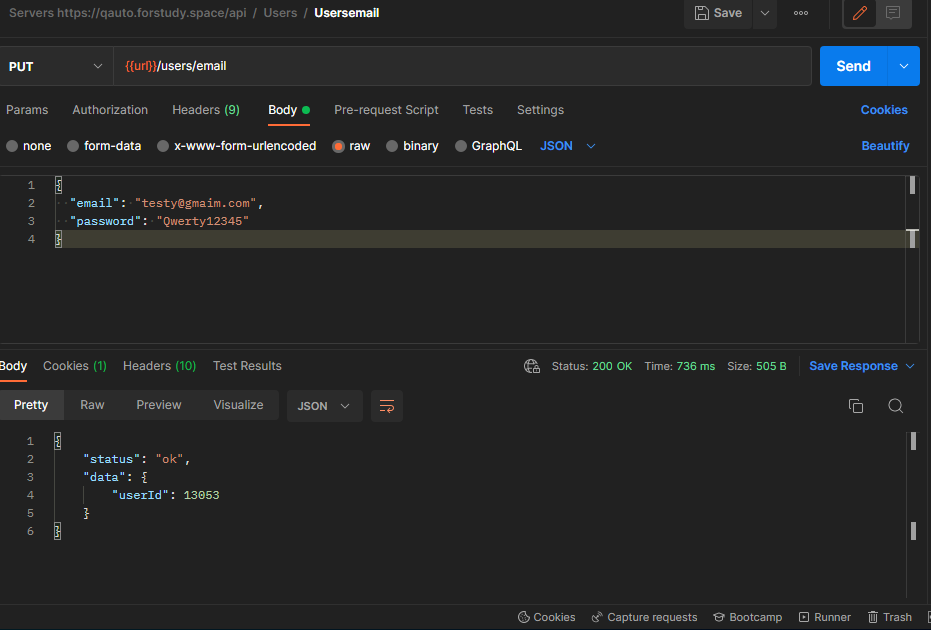 Servers https://qauto.forstudy.space/api / Users / Usersemail
Save
PUT
{{url}}/users/email
Send
Params Authorization Headers (9) Body Pre-request Script Tests Settings Cookies
none form-data x-www-form-urlencoded raw binary GraphQL JSON Beautify
1 {
2 "email": "testy@gmaim.com",
3 "password": "Qwerty12345"
4 }
Body Cookies (1) Headers (10) Test Results Status: 200 OK Time: 736 ms Size: 505 B Save Response
Pretty Raw Preview Visualize JSON
1 {
2 "status": "ok",
3 "data": {
4 "userId": 13053
5 }
6 }
Cookies Capture requests Bootcamp Runner Trash